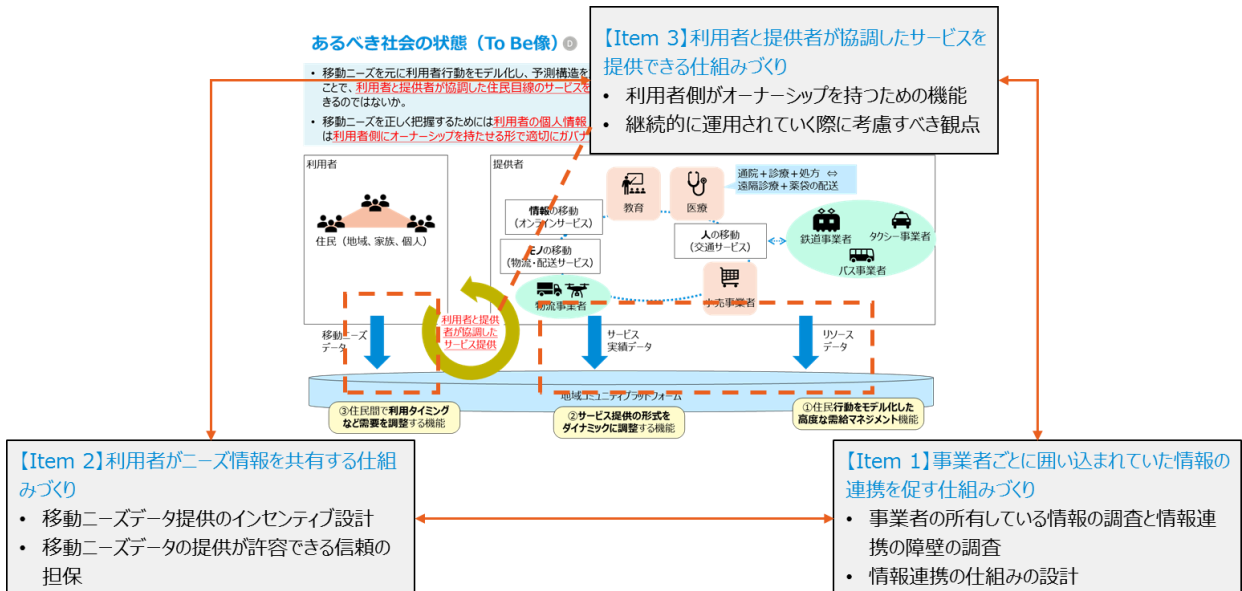 あるべき社会の状態（To Be像） D
• 移動ニーズを元に利用者行動をモデル化し、予測構造を
ことで、利用者と提供者が協調した住民目線のサービスを
きるのではないか。
• 移動ニーズを正しく把握するためには利用者の個人情報
は利用者側にオーナーシップを持たせる形で適切にガバナ
【Item 3】利用者と提供者が協調したサービスを
提供できる仕組みづくり
• 利用者側がオーナーシップを持つための機能
• 継続的に運用されていく際に考慮すべき観点
利用者
住民（地域、家族、個人）
提供者
教育
医療
通院＋診療＋処方 ⇔
遠隔診療＋薬袋の配送
情報の移動
（オンラインサービス）
モノの移動
（物流・配送サービス）
人の移動
（交通サービス）
鉄道事業者
タクシー事業者
バス事業者
物流事業者
小売事業者
移動ニーズ
データ
利用者と提供
者が協調した
サービス提供
サービス
実績データ
リソース
データ
地域コミュニティプラットフォーム
③住民間で利用タイミング
など需要を調整する機能
②サービス提供の形式を
ダイナミックに調整する機能
①住民行動をモデル化した
高度な需給マネジメント機能
【Item 2】利用者がニーズ情報を共有する仕組
みづくり
• 移動ニーズデータ提供のインセンティブ設計
• 移動ニーズデータの提供が許容できる信頼の
担保
【Item 1】事業者ごとに囲い込まれていた情報の
連携を促す仕組みづくり
• 事業者の所有している情報の調査と情報連
携の障壁の調査
• 情報連携の仕組みの設計